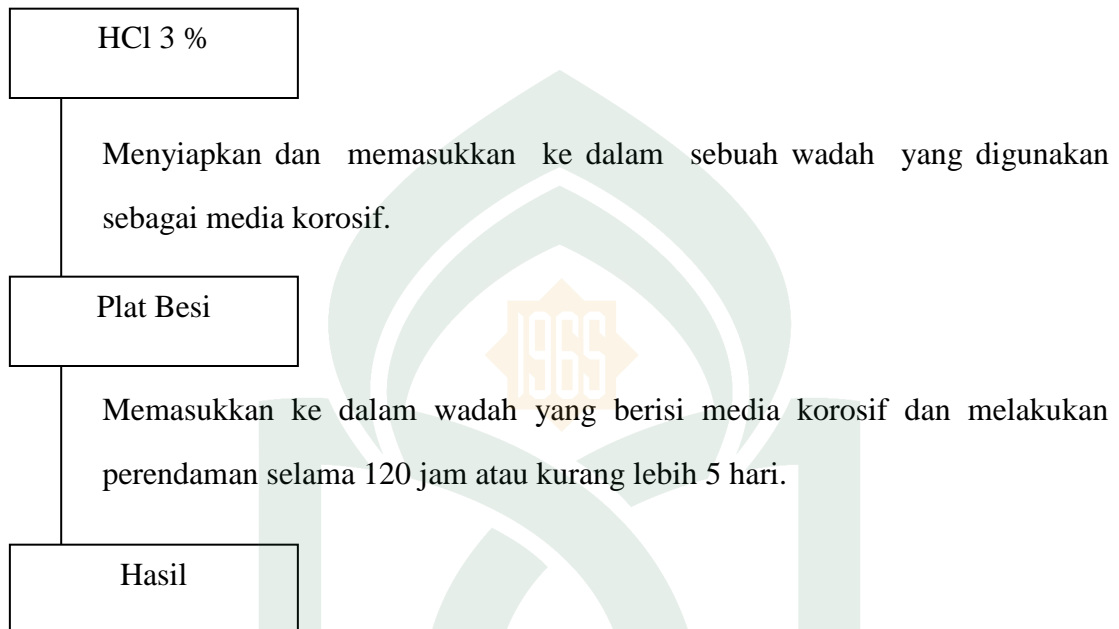 HCl 3 %
Menyiapkan dan memasukkan ke dalam sebuah wadah yang digunakan
sebagai media korosif.
Plat Besi
1965
Memasukkan ke dalam wadah yang berisi media korosif dan melakukan
perendaman selama 120 jam atau kurang lebih 5 hari.
Hasil